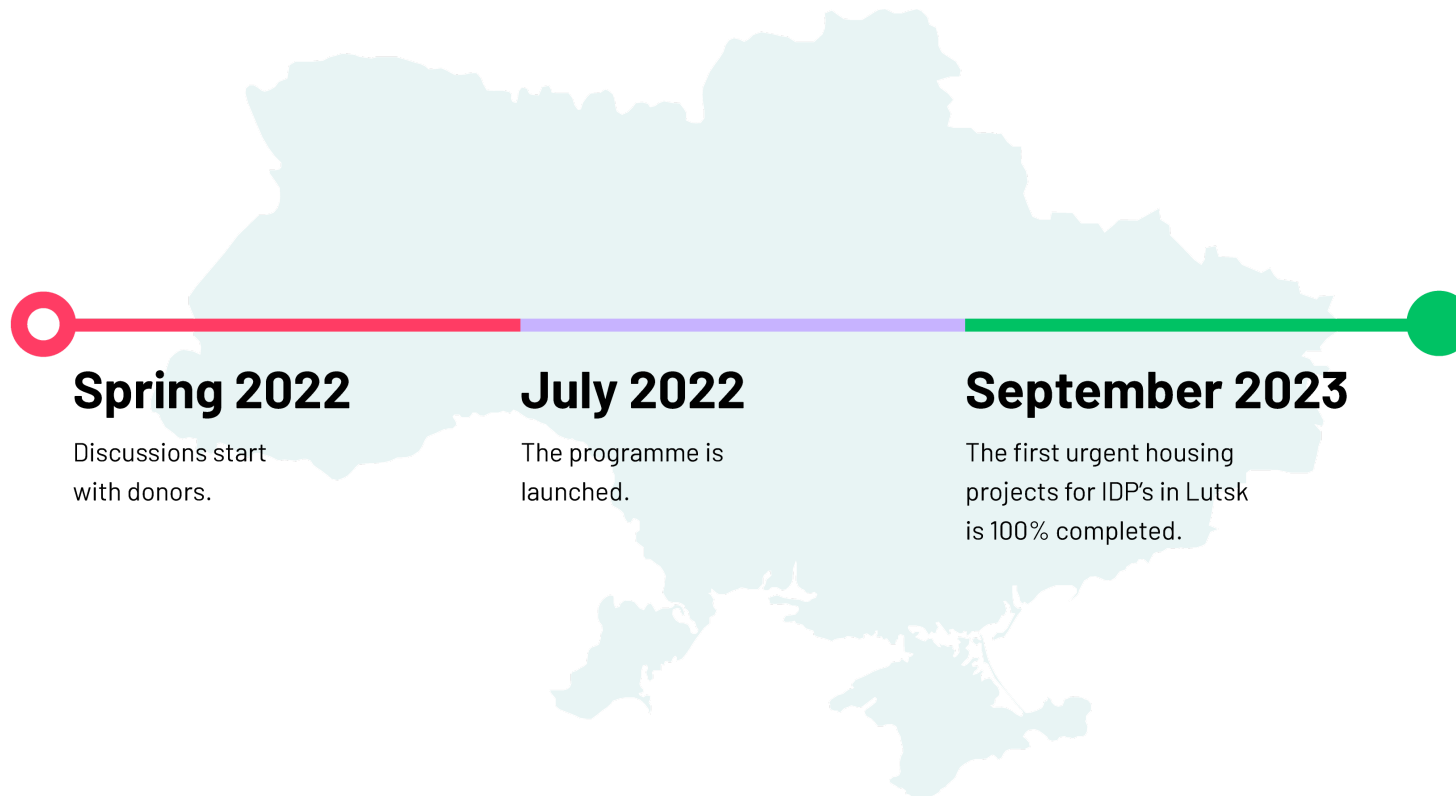 Spring 2022
Discussions start
with donors.
July 2022
The programme is
launched.
September 2023
The first urgent housing
projects for IDP's in Lutsk
is 100% completed.